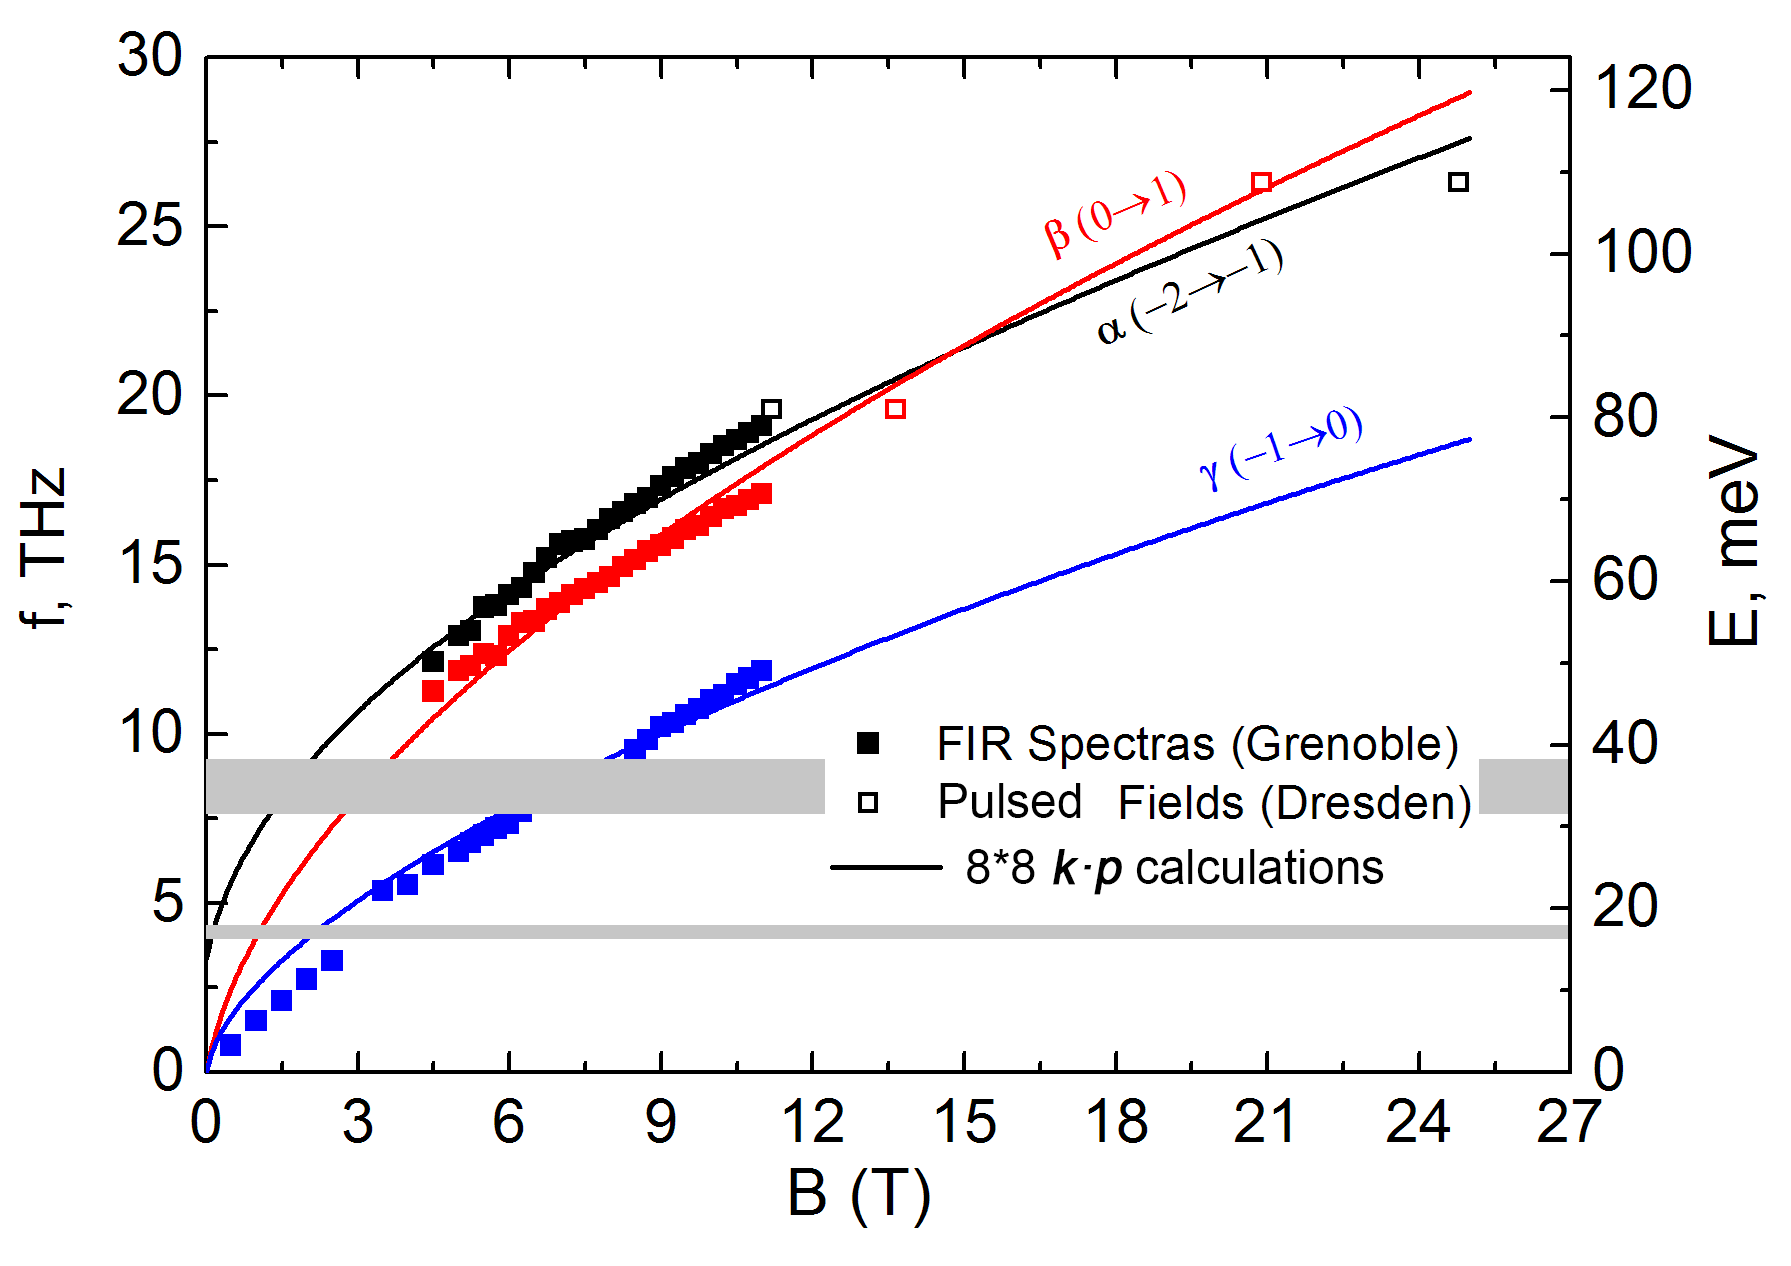 30
25
20
15
10
5
0
f, THz
120
100
80
60
40
20
0
E, meV
β (0→1)
α (−2→−1)
γ (−1→0)
FIR Spectras (Grenoble)
Pulsed Fields (Dresden)
8*8 k·p calculations
0 3 6 9 12 15 18 21 24 27
B (T)